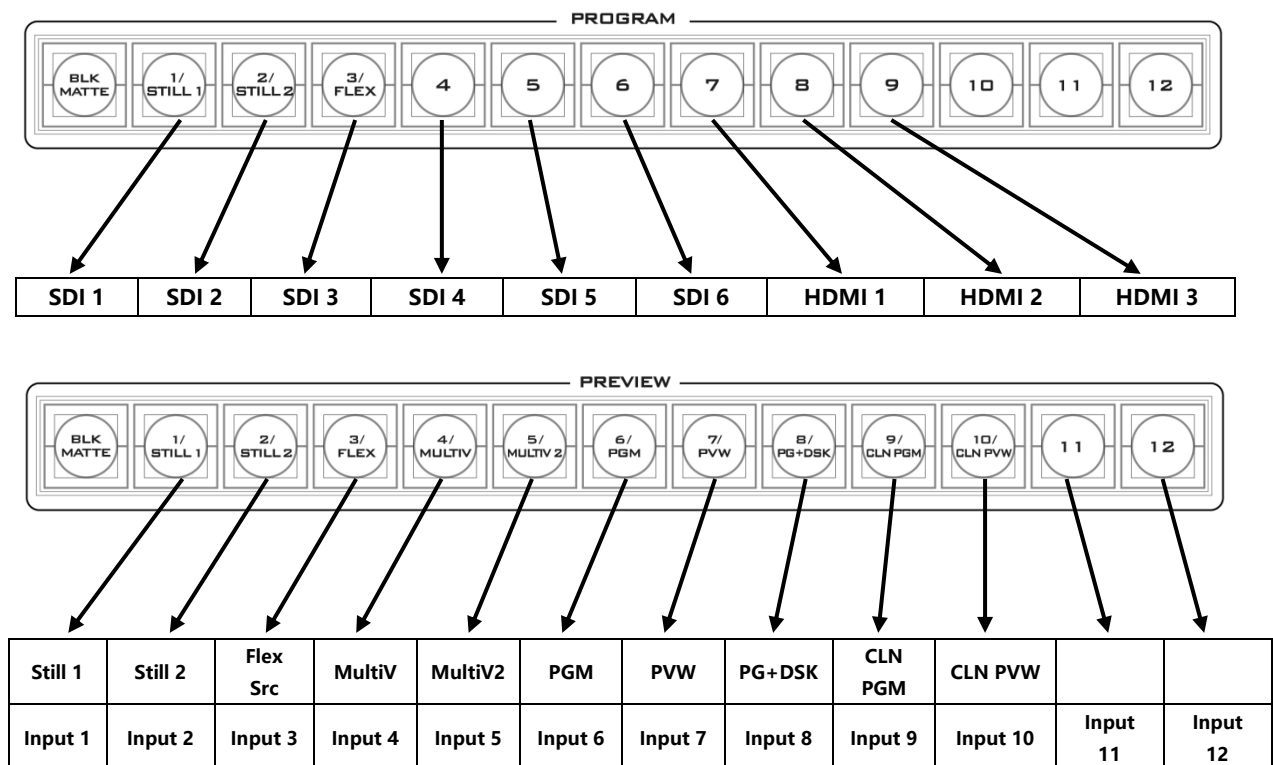 PROGRAM
BLK 1/ 2/ 3/ 4 5 6 7 8 9 10 11 12
MATTE STILL 1 STILL 2 FLEX
SDI 1 SDI 2 SDI 3 SDI 4 SDI 5 SDI 6 HDMI 1 HDMI 2 HDMI 3
PREVIEW
BLK 1/ 2/ 3/ 4/ 5/ 6/ 7/ 8/ 9/ 10/ 11 12
MATTE STILL 1 STILL 2 FLEX MULTIV MULTIV 2 PGM PVW PG+DSK CLN PGM CLN PVW
Still 1 Still 2 Flex MultiV MultiV2 PGM PVW PG+DSK CLN CLN PVW
Src PGM
Input 1 Input 2 Input 3 Input 4 Input 5 Input 6 Input 7 Input 8 Input 9 Input 10 Input Input
11 12